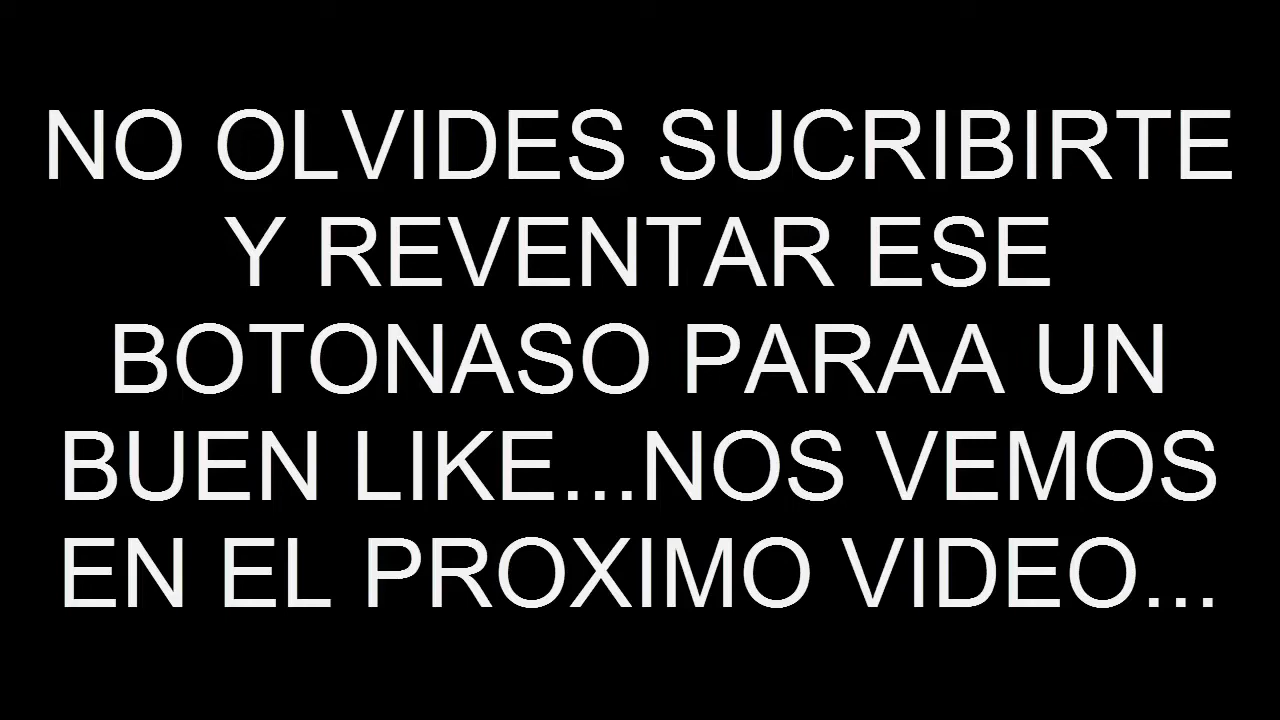 NO OLVIDES SUCRIBIRTE
Y REVENTAR ESE
BOTONASO PARAA UN
BUEN LIKE...NOS VEMOS
EN EL PROXIMO VIDEO...